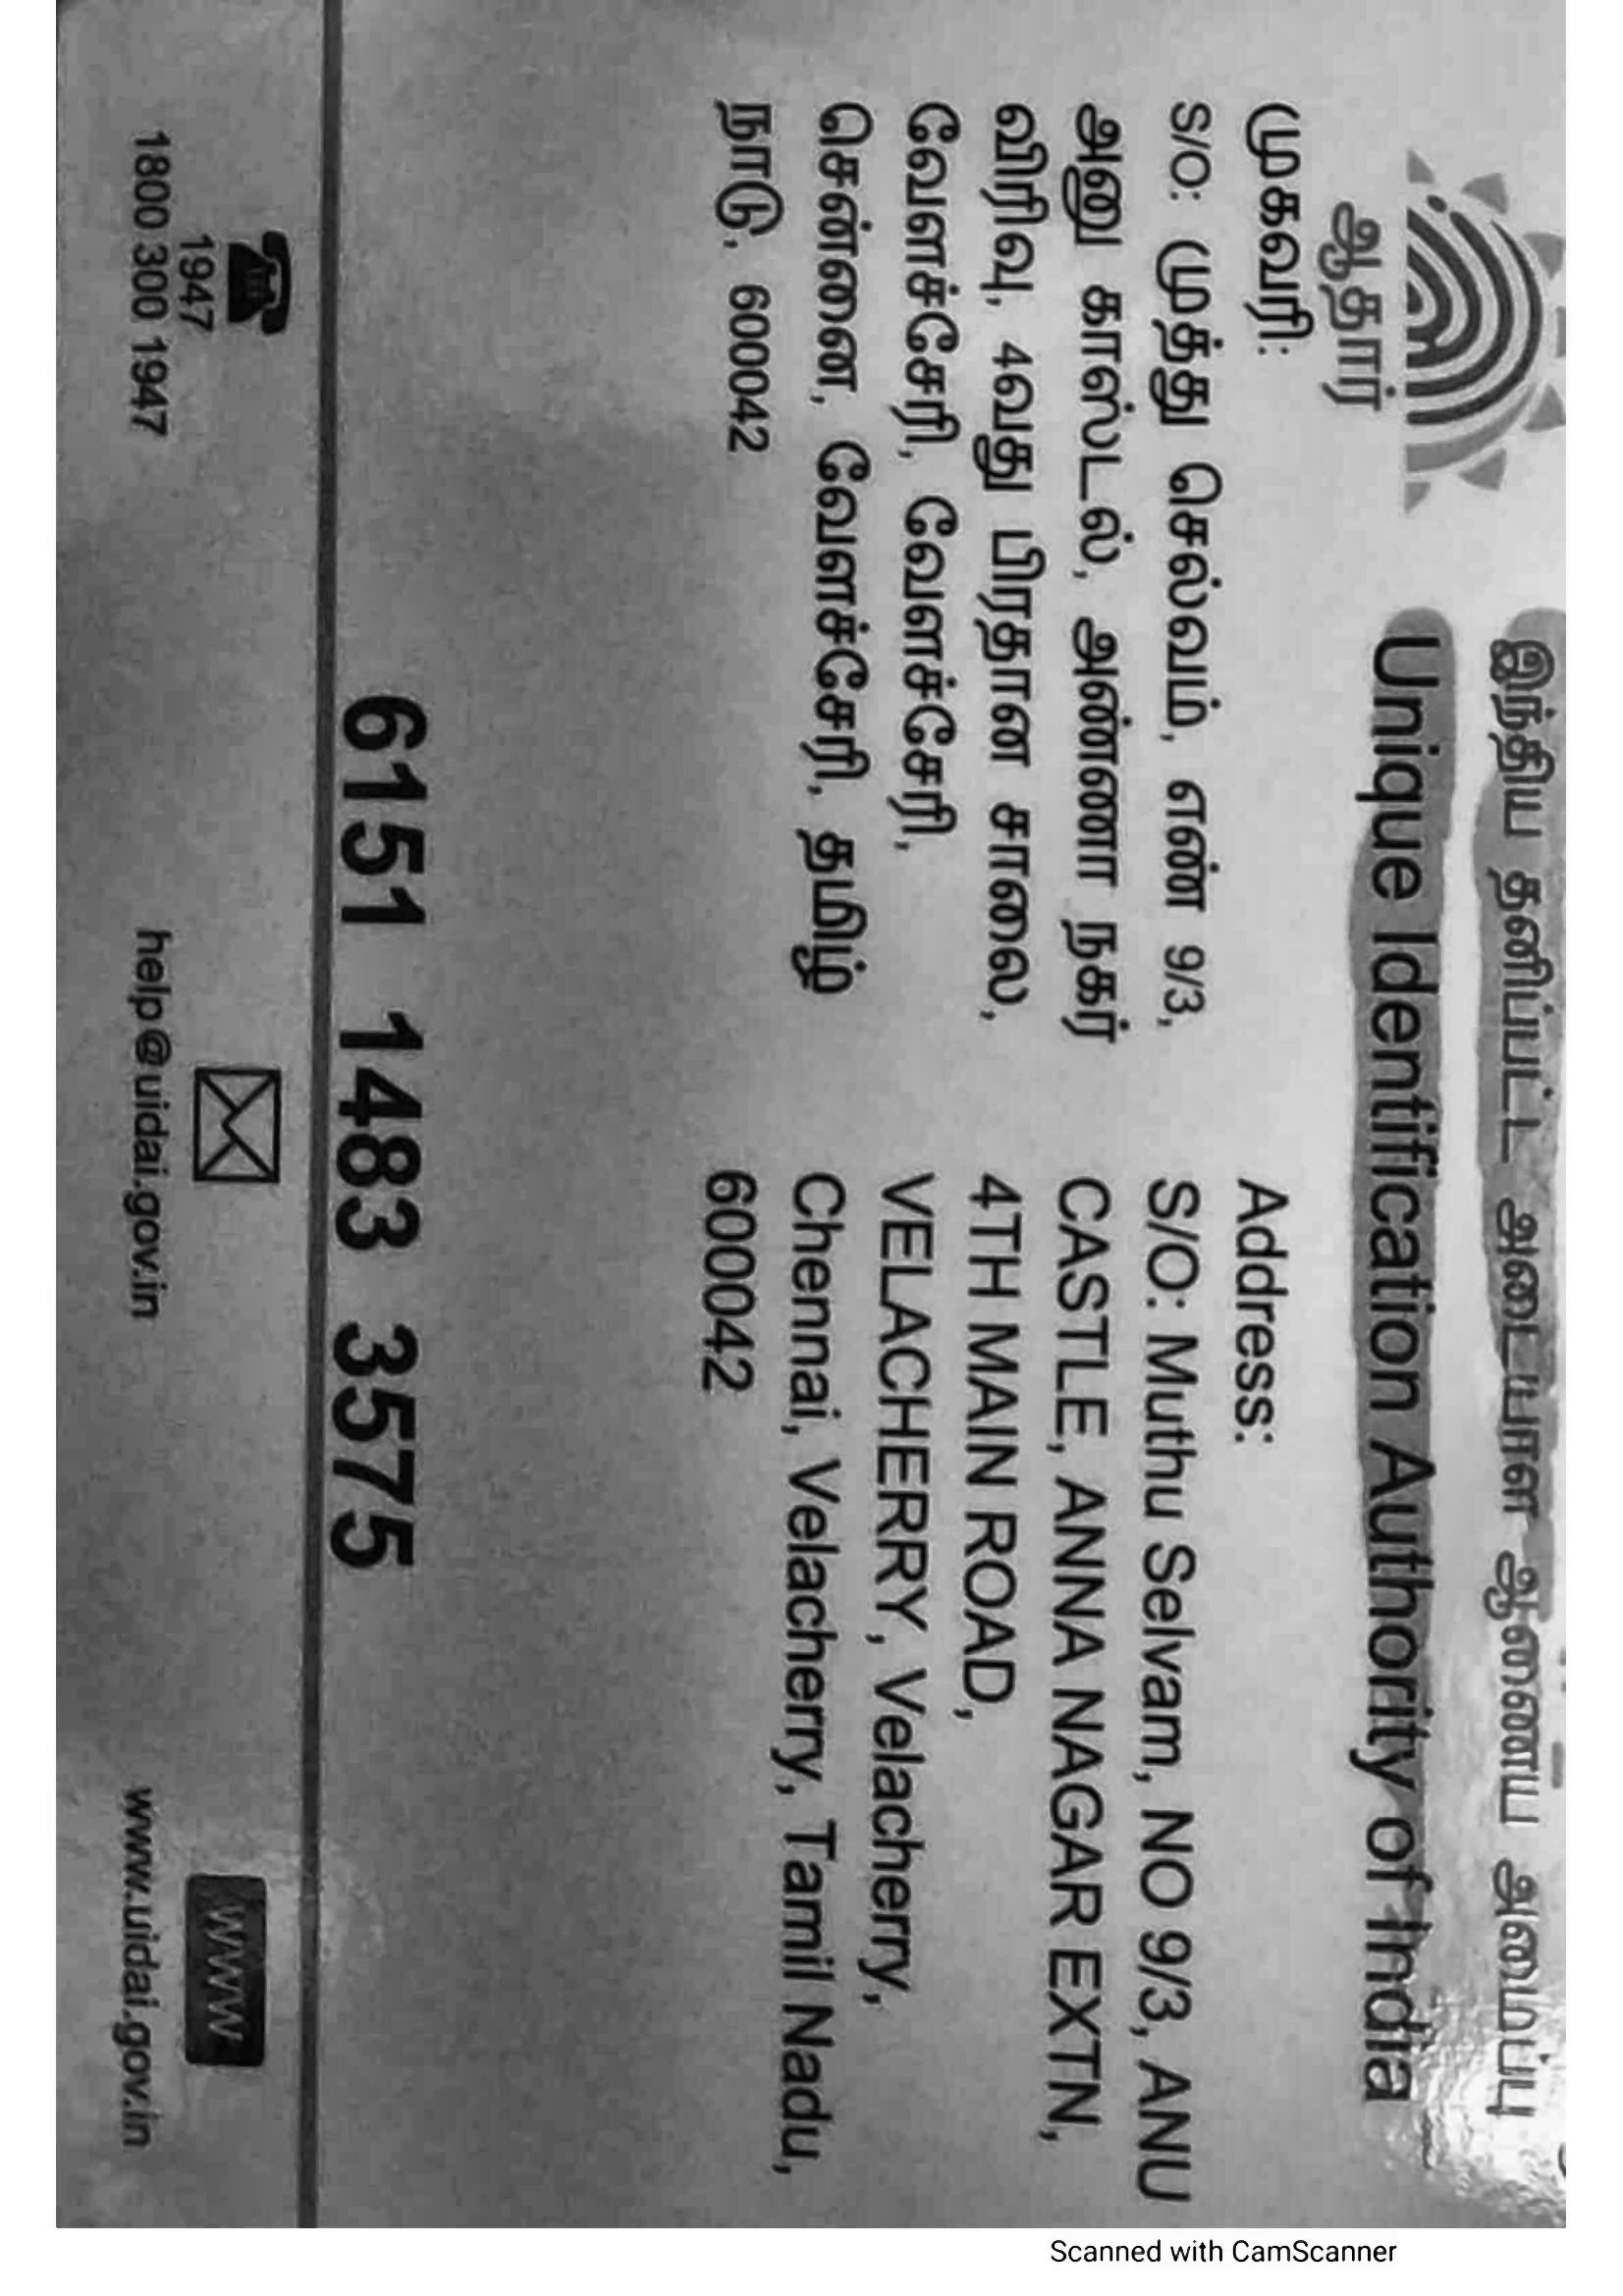 இந்திய தனிப்பட்ட அடையாள ஆணைய அமைப்பு
Unique Identification Authority of India
ஆதார்
முகவரி:
S/O: முத்து செல்வம், எண் 9/3,
அனு காஸ்டல், அண்ணா நகர்
விரிவு, 4வது பிரதான சாலை,
வேளச்சேரி, வேளச்சேரி,
சென்னை, வேளச்சேரி, தமிழ்
நாடு, 600042
Address:
S/O: Muthu Selvam, NO 9/3, ANU
CASTLE, ANNA NAGAR EXTN,
4TH MAIN ROAD,
VELACHERRY, Velacherry,
Chennai, Velacherry, Tamil Nadu,
600042
6151 1483 3575
1947
1800 300 1947
help@uidai.gov.in
www
www.uidai.gov.in
Scanned with CamScanner